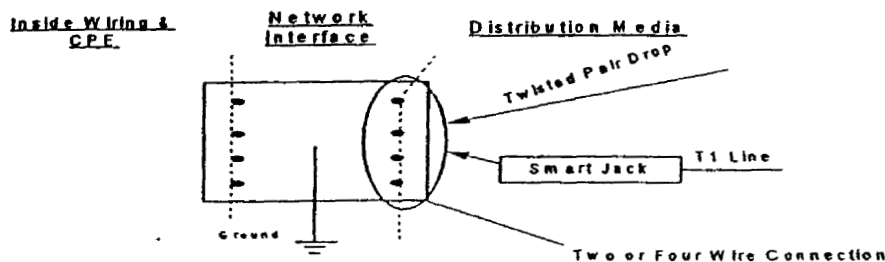 Inside Wiring &
CPE
Network
Interface
Distribution Media
Twisted Pair Drop
Smart Jack
T1 Line
Ground
Two or Four Wire Connection